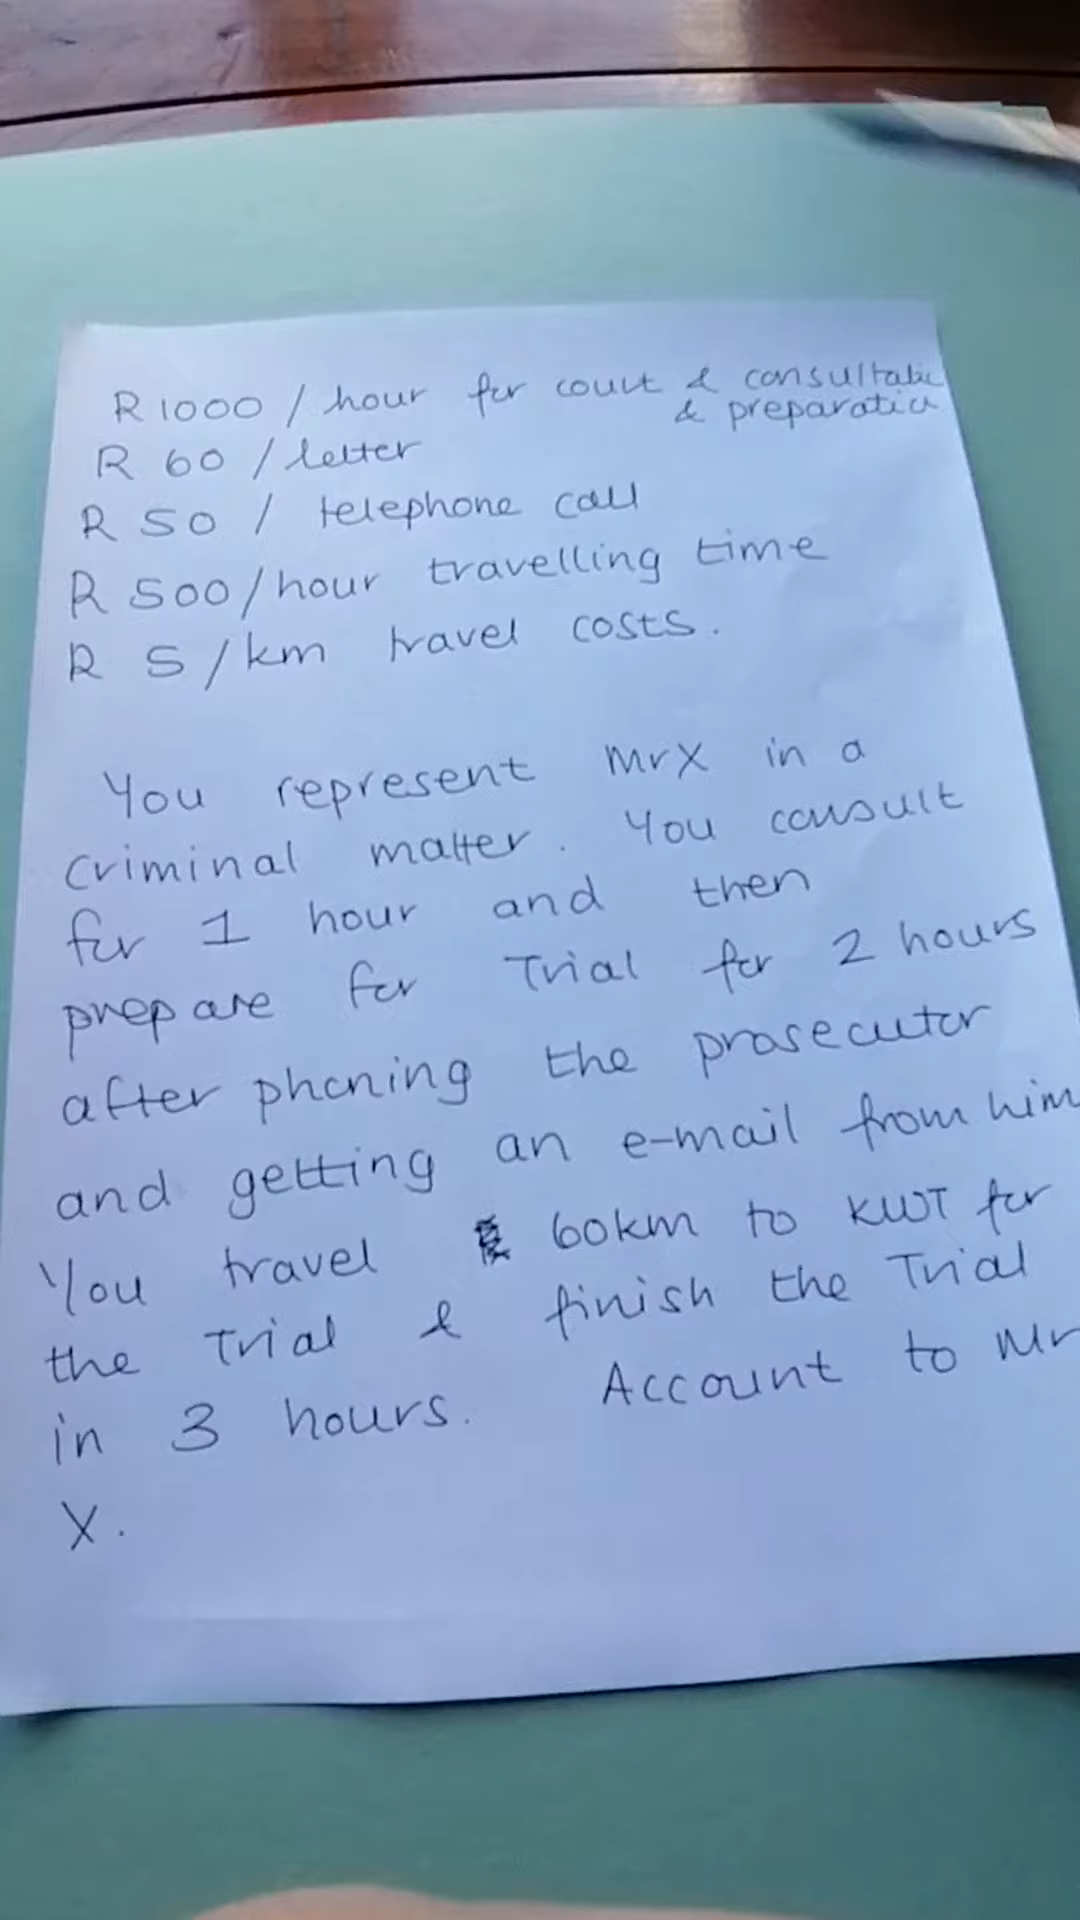 R 1000 / hour for court & consultatio
& preparatio
R 60 / letter
R 50 / telephone call
R 500/hour travelling time
R 5/km travel costs.
You represent Mr X in a
criminal matter. You consult
for 1 hour and then
prepare for Trial for 2 hours
after phoning the prosecutor
and getting an e-mail from him
You travel 60km to KWT for
the Trial & finish the Trial
in 3 hours. Account to Mr
X.